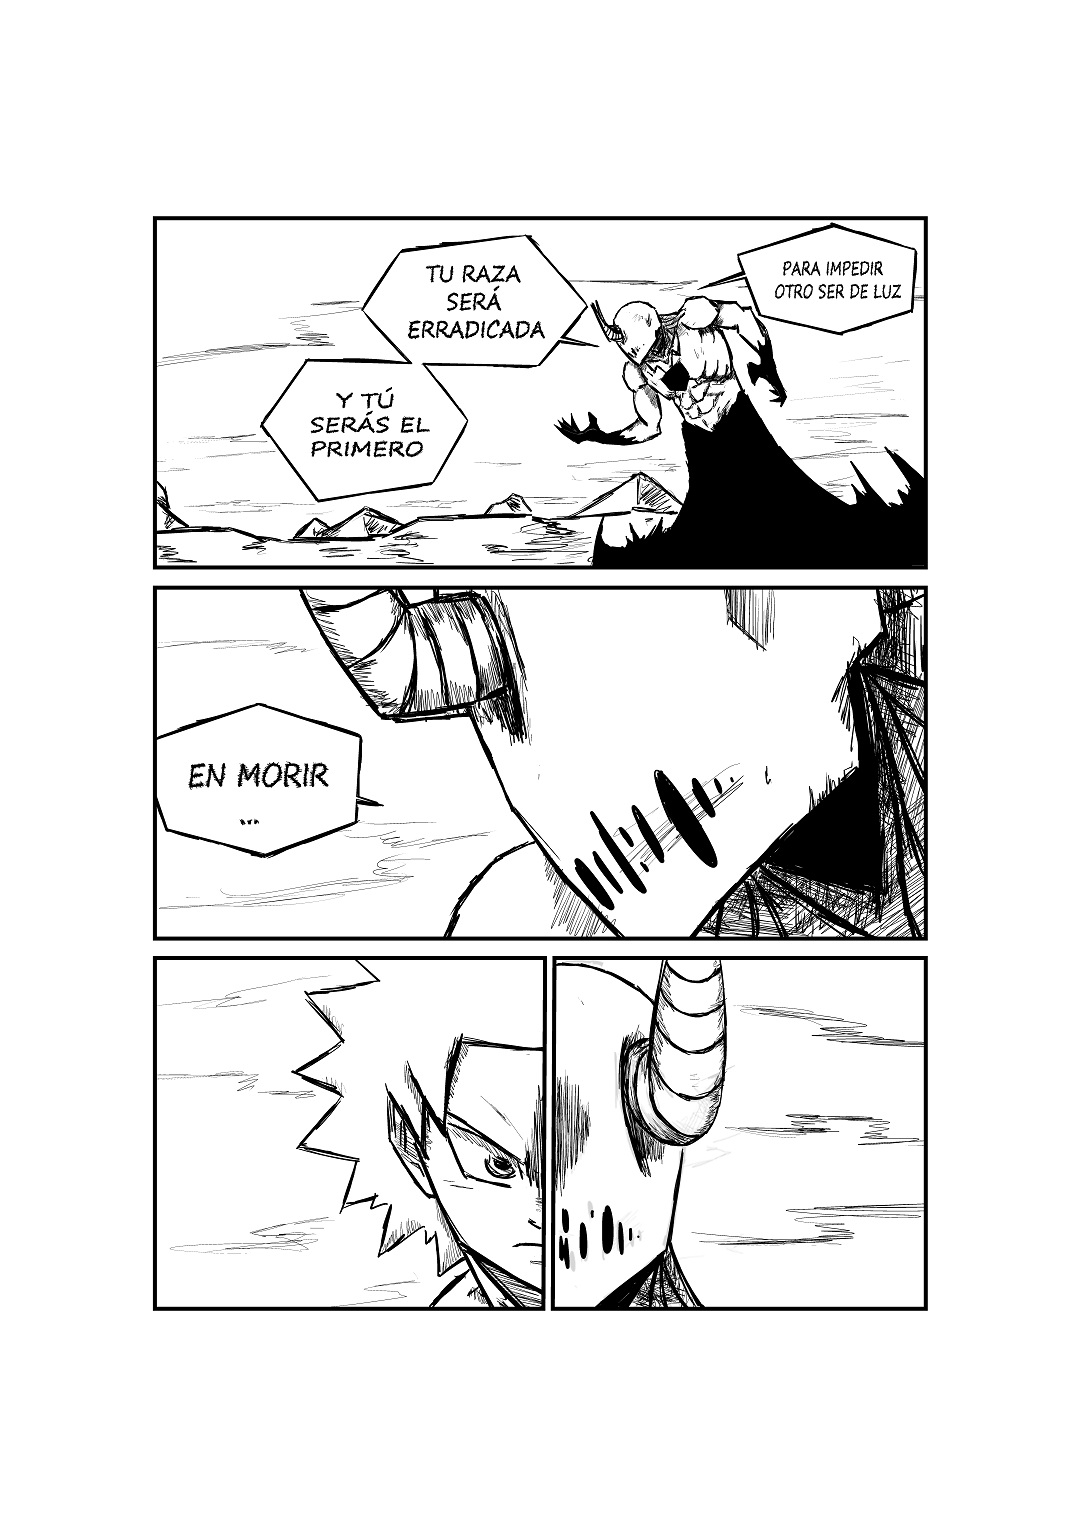 PARA IMPEDIR
OTRO SER DE LUZ
TU RAZA
SERÁ
ERRADICADA
Y TÚ
SERÁS EL
PRIMERO
EN MORIR
...